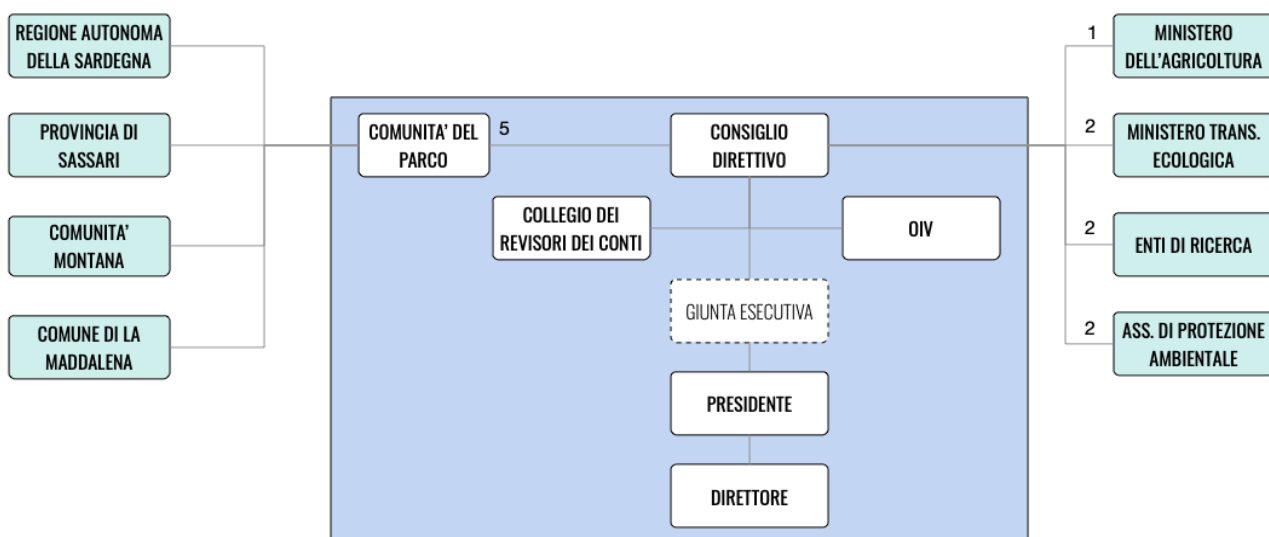 REGIONE AUTONOMA
DELLA SARDEGNA
1
MINISTERO
DELL'AGRICOLTURA
PROVINCIA DI
SASSARI
COMUNITA' DEL
PARCO
5
CONSIGLIO
DIRETTIVO
2
MINISTERO TRANS.
ECOLOGICA
COMUNITA'
MONTANA
COLLEGIO DEI
REVISORI DEI CONTI
OIV
2
ENTI DI RICERCA
COMUNE DI LA
MADDALENA
GIUNTA ESECUTIVA
2
ASS. DI PROTEZIONE
AMBIENTALE
PRESIDENTE
DIRETTORE